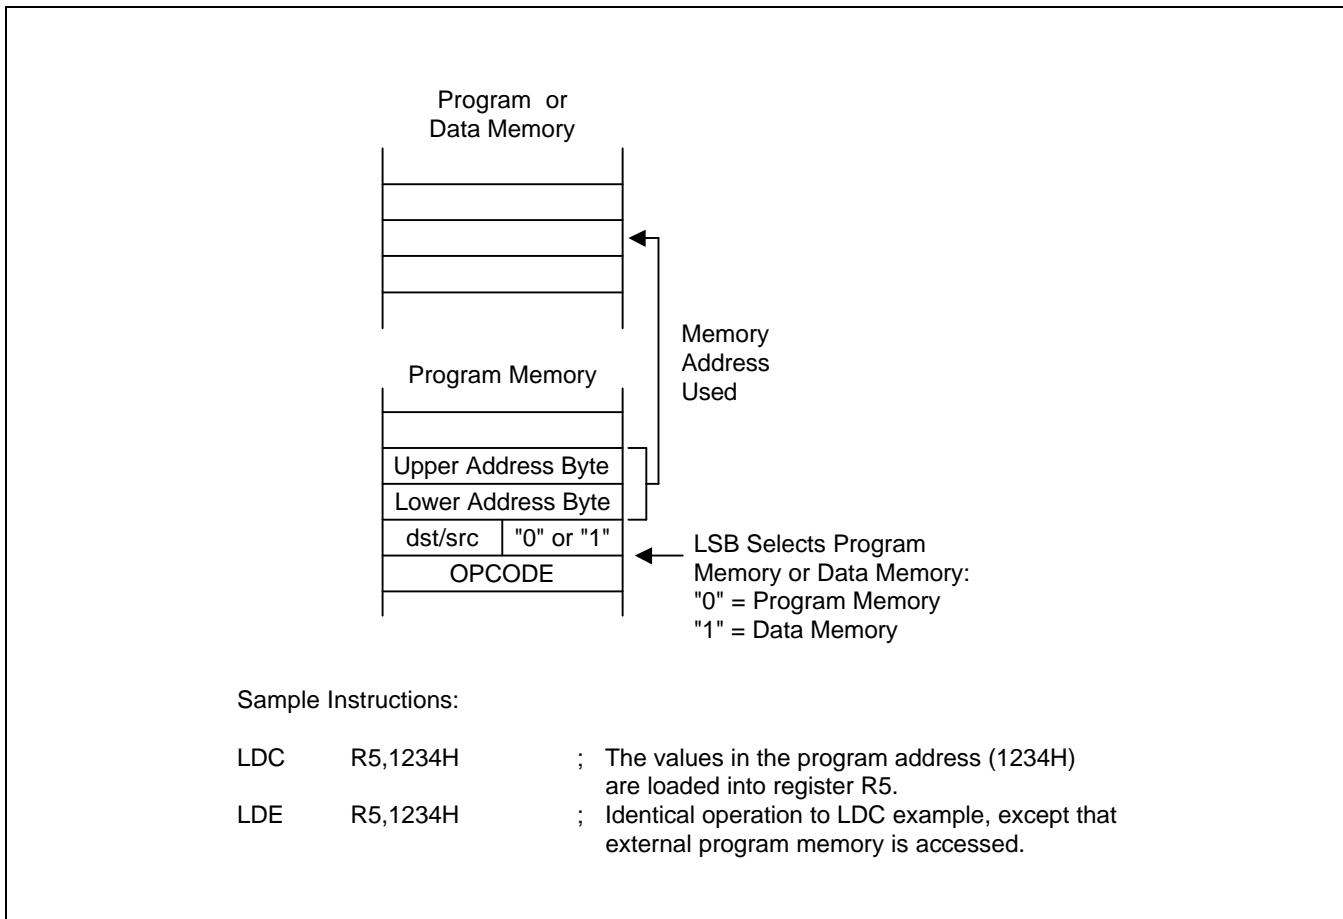 Program or
Data Memory
Memory
Address
Used
Program Memory
Upper Address Byte
Lower Address Byte
dst/src "0" or "1"
OPCODE
LSB Selects Program
Memory or Data Memory:
"0" = Program Memory
"1" = Data Memory
Sample Instructions:
LDC R5,1234H ; The values in the program address (1234H)
are loaded into register R5.
LDE R5,1234H ; Identical operation to LDC example, except that
external program memory is accessed.